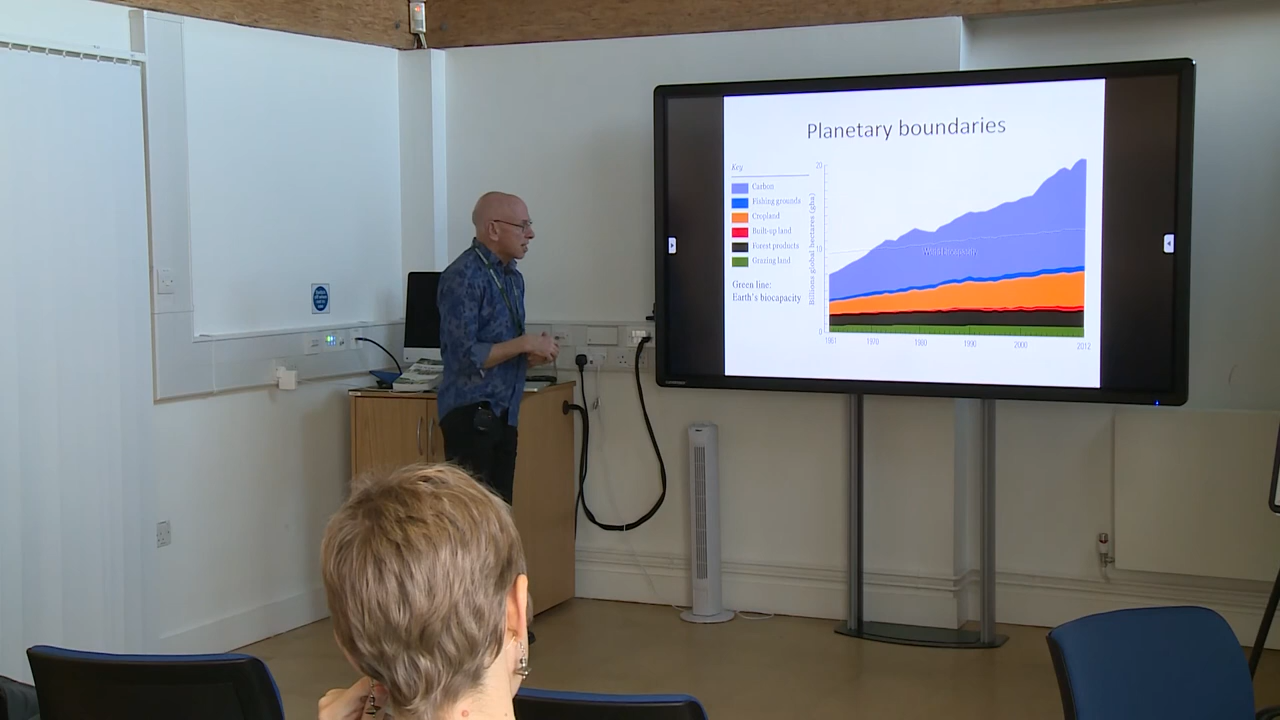 Planetary boundaries
Key
Carbon
Fishing grounds
Cropland
Built-up land
Forest products
Grazing land
Green line:
Earth's biocapacity
Billions global hectares (gha)
20
10
0
World biocapacity
1961 1970 1980 1990 2000 2012